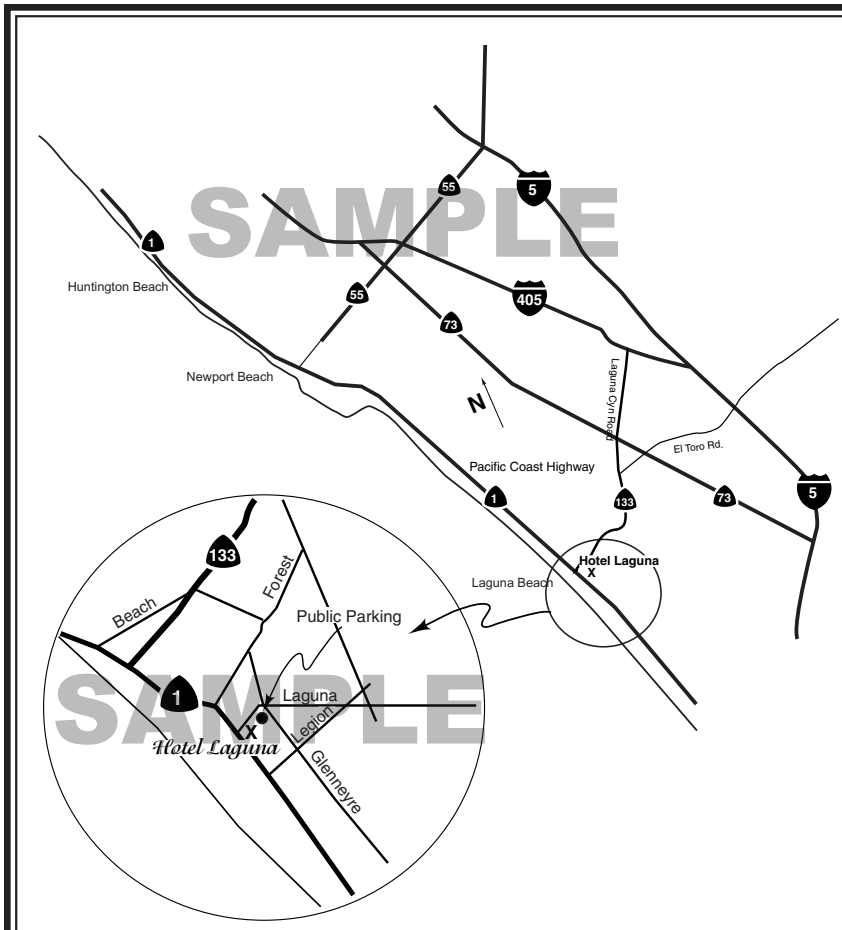 55
5
SAMPLE
1
Huntington Beach
55
405
73
Newport Beach
N
Laguna Cyn Road
El Toro Rd.
Pacific Coast Highway
1
133
73
5
Hotel Laguna
X
Laguna Beach
133
Forest
Beach
Public Parking
1
SAMPLE
Laguna
Legion
X
Hotel Laguna
Glenneyre